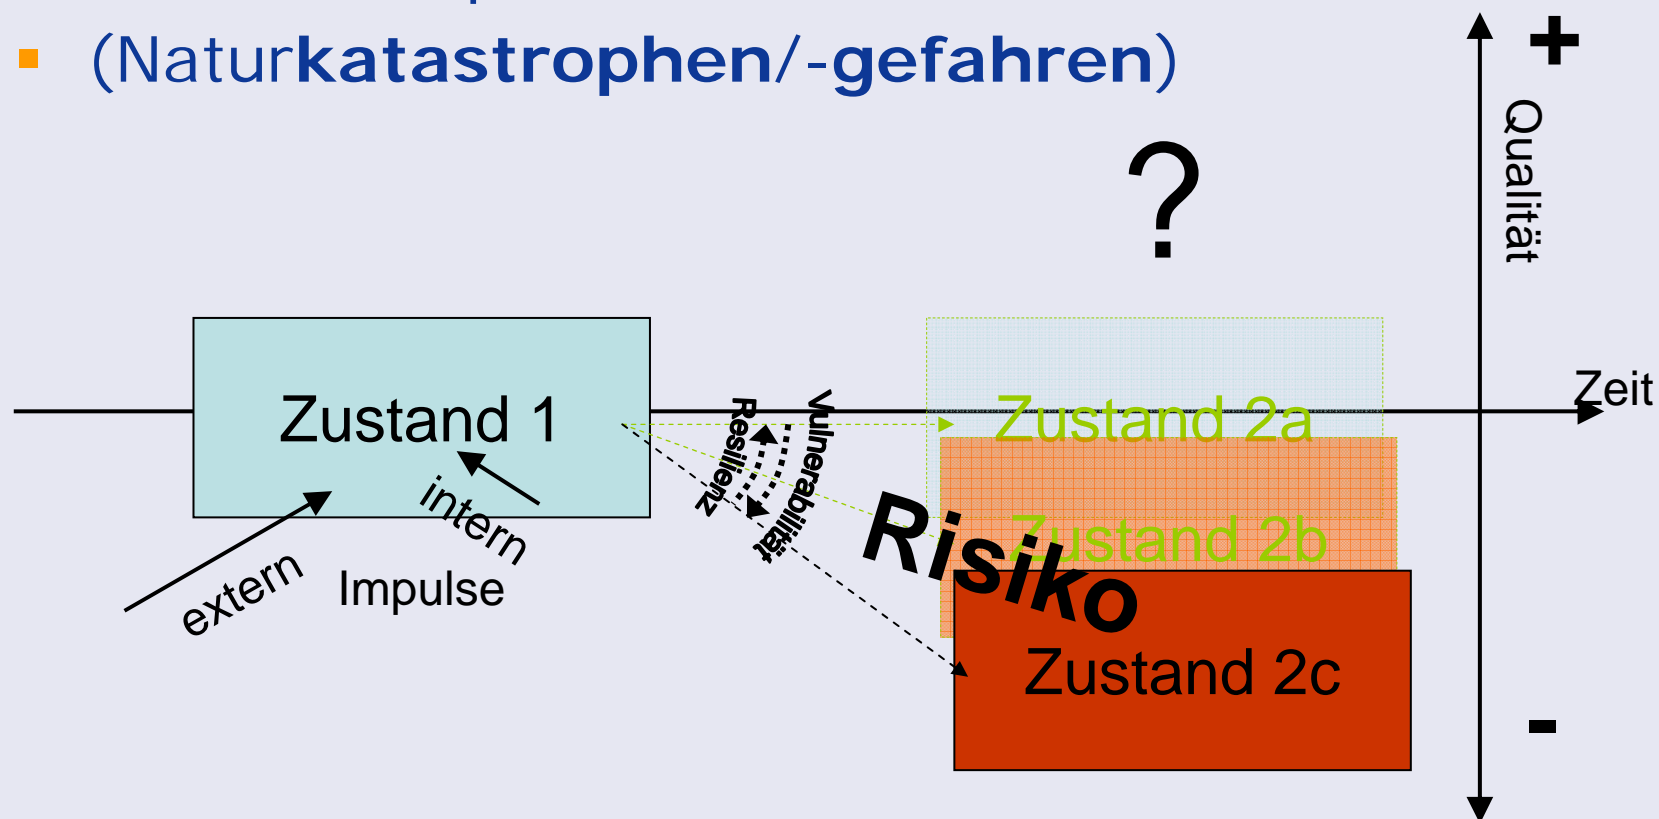 (Naturkatastrophen/-gefahren)
+
Qualität
?
Zeit
Zustand 1
Zustand 2a
Resilienz
Vulnerabilität
intern
extern
Impulse
Zustand 2b
Risiko
Zustand 2c
-